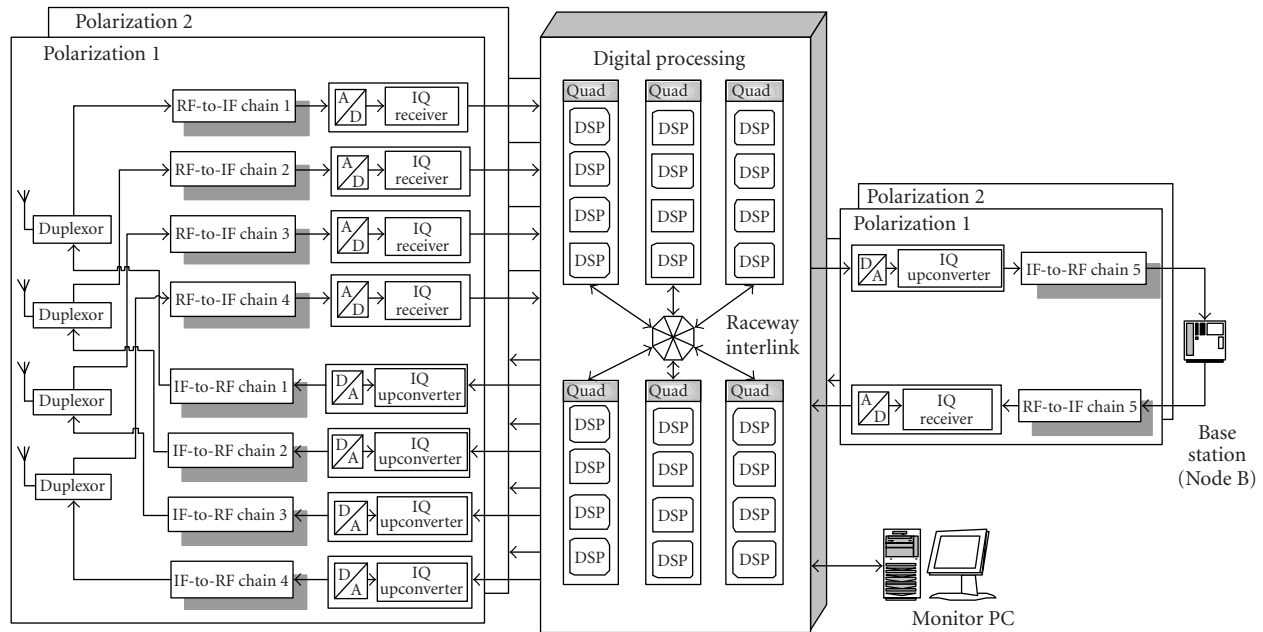 Polarization 2
Polarization 1
RF-to-IF chain 1
A
D
IQ
receiver
RF-to-IF chain 2
A
D
IQ
receiver
Duplexor
RF-to-IF chain 3
A
D
IQ
receiver
Duplexor
RF-to-IF chain 4
A
D
IQ
receiver
Duplexor
IF-to-RF chain 1
D
A
IQ
upconverter
IF-to-RF chain 2
D
A
IQ
upconverter
Duplexor
IF-to-RF chain 3
D
A
IQ
upconverter
IF-to-RF chain 4
D
A
IQ
upconverter
Digital processing
Quad
DSP
DSP
DSP
DSP
Quad
DSP
DSP
DSP
DSP
Quad
DSP
DSP
DSP
DSP
Raceway
interlink
Quad
DSP
DSP
DSP
DSP
Quad
DSP
DSP
DSP
DSP
Quad
DSP
DSP
DSP
DSP
Polarization 2
Polarization 1
D
A
IQ
upconverter
IF-to-RF chain 5
A
D
IQ
receiver
RF-to-IF chain 5
Base
station
(Node B)
Monitor PC